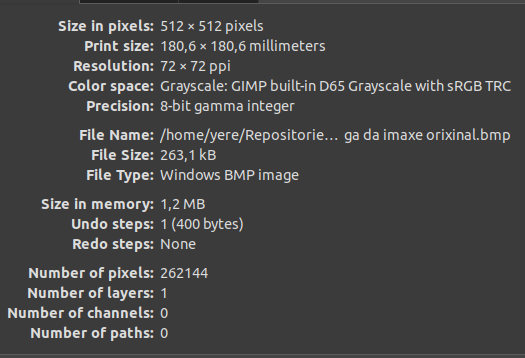 Size in pixels: 512 × 512 pixels
Print size: 180,6 × 180,6 millimeters
Resolution: 72 × 72 ppi
Color space: Grayscale: GIMP built-in D65 Grayscale with sRGB TRC
Precision: 8-bit gamma integer
File Name: /home/yere/Repositorie… ga da imaxe orixinal.bmp
File Size: 263,1 kB
File Type: Windows BMP image
Size in memory: 1,2 MB
Undo steps: 1 (400 bytes)
Redo steps: None
Number of pixels: 262144
Number of layers: 1
Number of channels: 0
Number of paths: 0